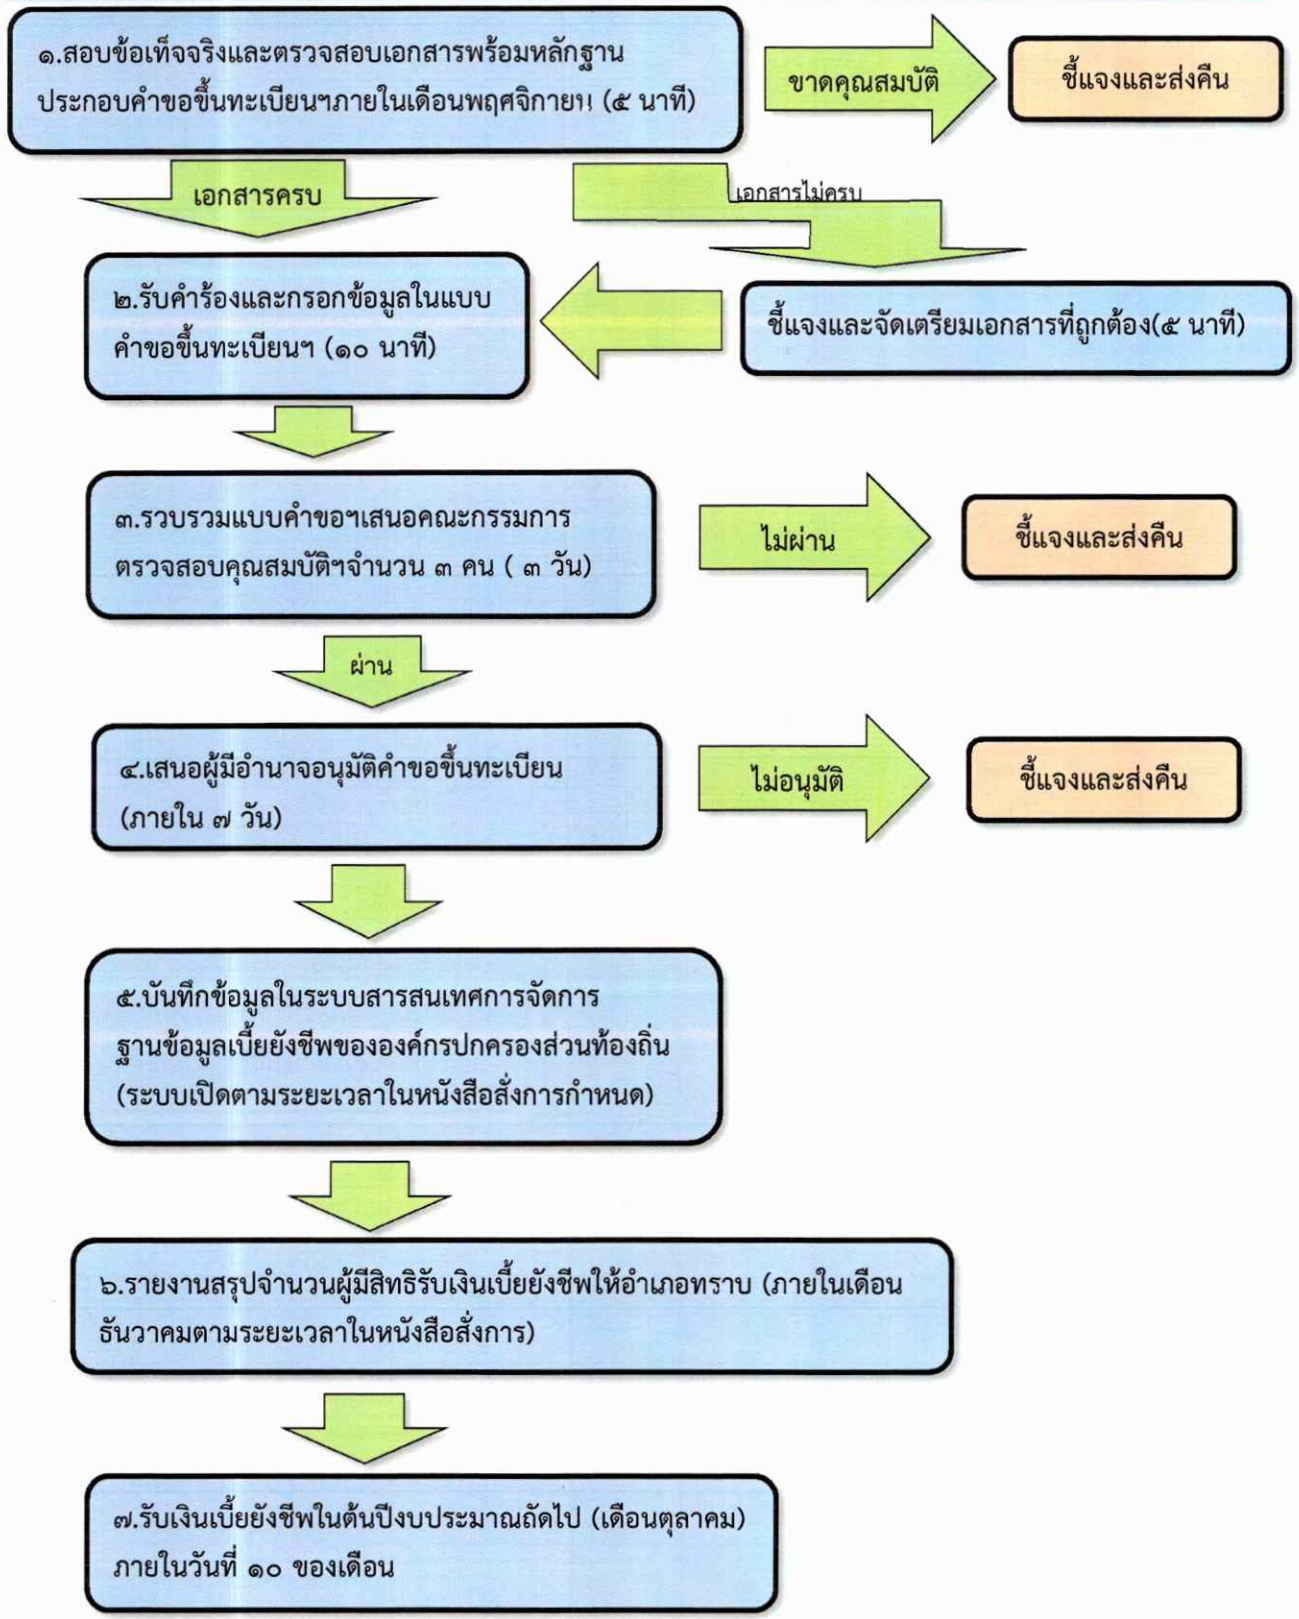 ๑.สอบข้อเท็จจริงและตรวจสอบเอกสารพร้อมหลักฐาน
ประกอบคำขอขึ้นทะเบียนฯภายในเดือนพฤศจิกายน (๕ นาที)
ขาดคุณสมบัติ
ชี้แจงและส่งคืน
เอกสารครบ
เอกสารไม่ครบ
๒.รับคำร้องและกรอกข้อมูลในแบบ
คำขอขึ้นทะเบียนฯ (๑๐ นาที)
ชี้แจงและจัดเตรียมเอกสารที่ถูกต้อง(๕ นาที)
๓.รวบรวมแบบคำขอฯเสนอคณะกรรมการ
ตรวจสอบคุณสมบัติฯจำนวน ๓ คน ( ๓ วัน)
ไม่ผ่าน
ชี้แจงและส่งคืน
ผ่าน
๔.เสนอผู้มีอำนาจอนุมัติคำขอขึ้นทะเบียน
(ภายใน ๗ วัน)
ไม่อนุมัติ
ชี้แจงและส่งคืน
๕.บันทึกข้อมูลในระบบสารสนเทศการจัดการ
ฐานข้อมูลเบี้ยยังชีพขององค์กรปกครองส่วนท้องถิ่น
(ระบบเปิดตามระยะเวลาในหนังสือสั่งการกำหนด)
๖.รายงานสรุปจำนวนผู้มีสิทธิรับเงินเบี้ยยังชีพให้อำเภอทราบ (ภายในเดือน
ธันวาคมตามระยะเวลาในหนังสือสั่งการ)
๗.รับเงินเบี้ยยังชีพในต้นปีงบประมาณถัดไป (เดือนตุลาคม)
ภายในวันที่ ๑๐ ของเดือน